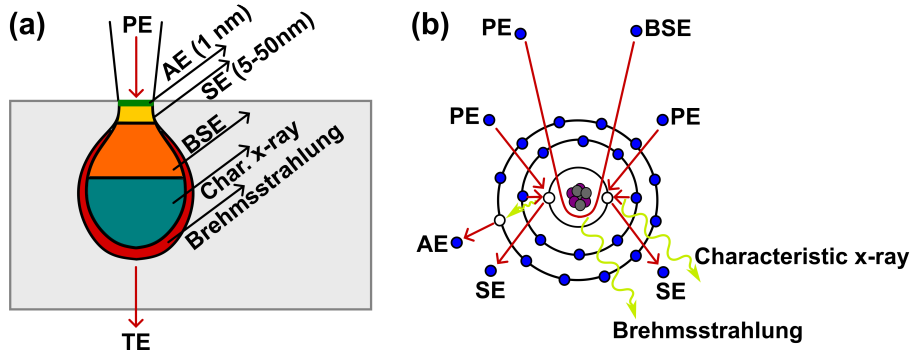 (a)
PE
AE (1 nm)
SE (5-50nm)
BSE
Char. x-ray
Brehmsstrahlung
TE
(b)
PE
BSE
PE
PE
AE
SE
SE
Characteristic x-ray
Brehmsstrahlung